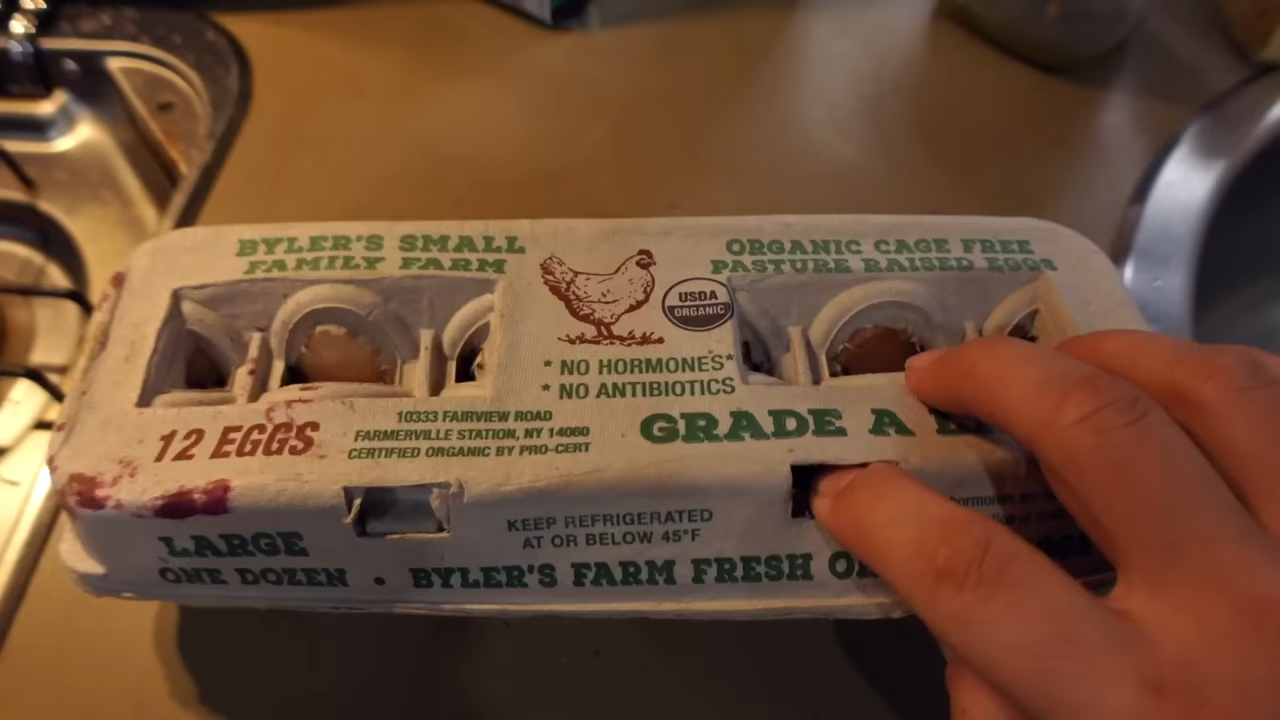 BYLER'S SMALL
FAMILY FARM
ORGANIC CAGE FREE
PASTURE RAISED EGGS
USDA
ORGANIC
* NO HORMONES*
* NO ANTIBIOTICS
12 EGGS
10333 FAIRVIEW ROAD
FARMERVILLE STATION, NY 14060
CERTIFIED ORGANIC BY PRO-CERT
GRADE A
KEEP REFRIGERATED
AT OR BELOW 45°F
hormones are
LARGE
ONE DOZEN • BYLER'S FARM FRESH